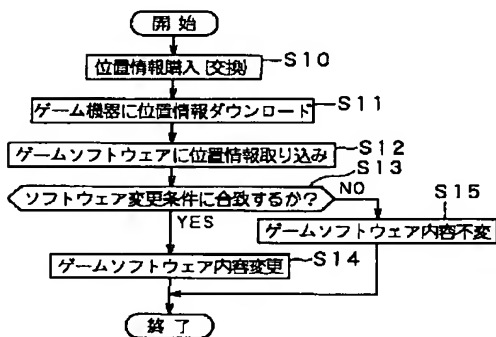 開始
位置情報購入(交換)
S10
ゲーム機器に位置情報ダウンロード
S11
ゲームソフトウェアに位置情報取り込み
S12
S13
ソフトウェア変更条件に合致するか?
NO
YES
S15
ゲームソフトウェア内容不変
ゲームソフトウェア内容変更
S14
終了